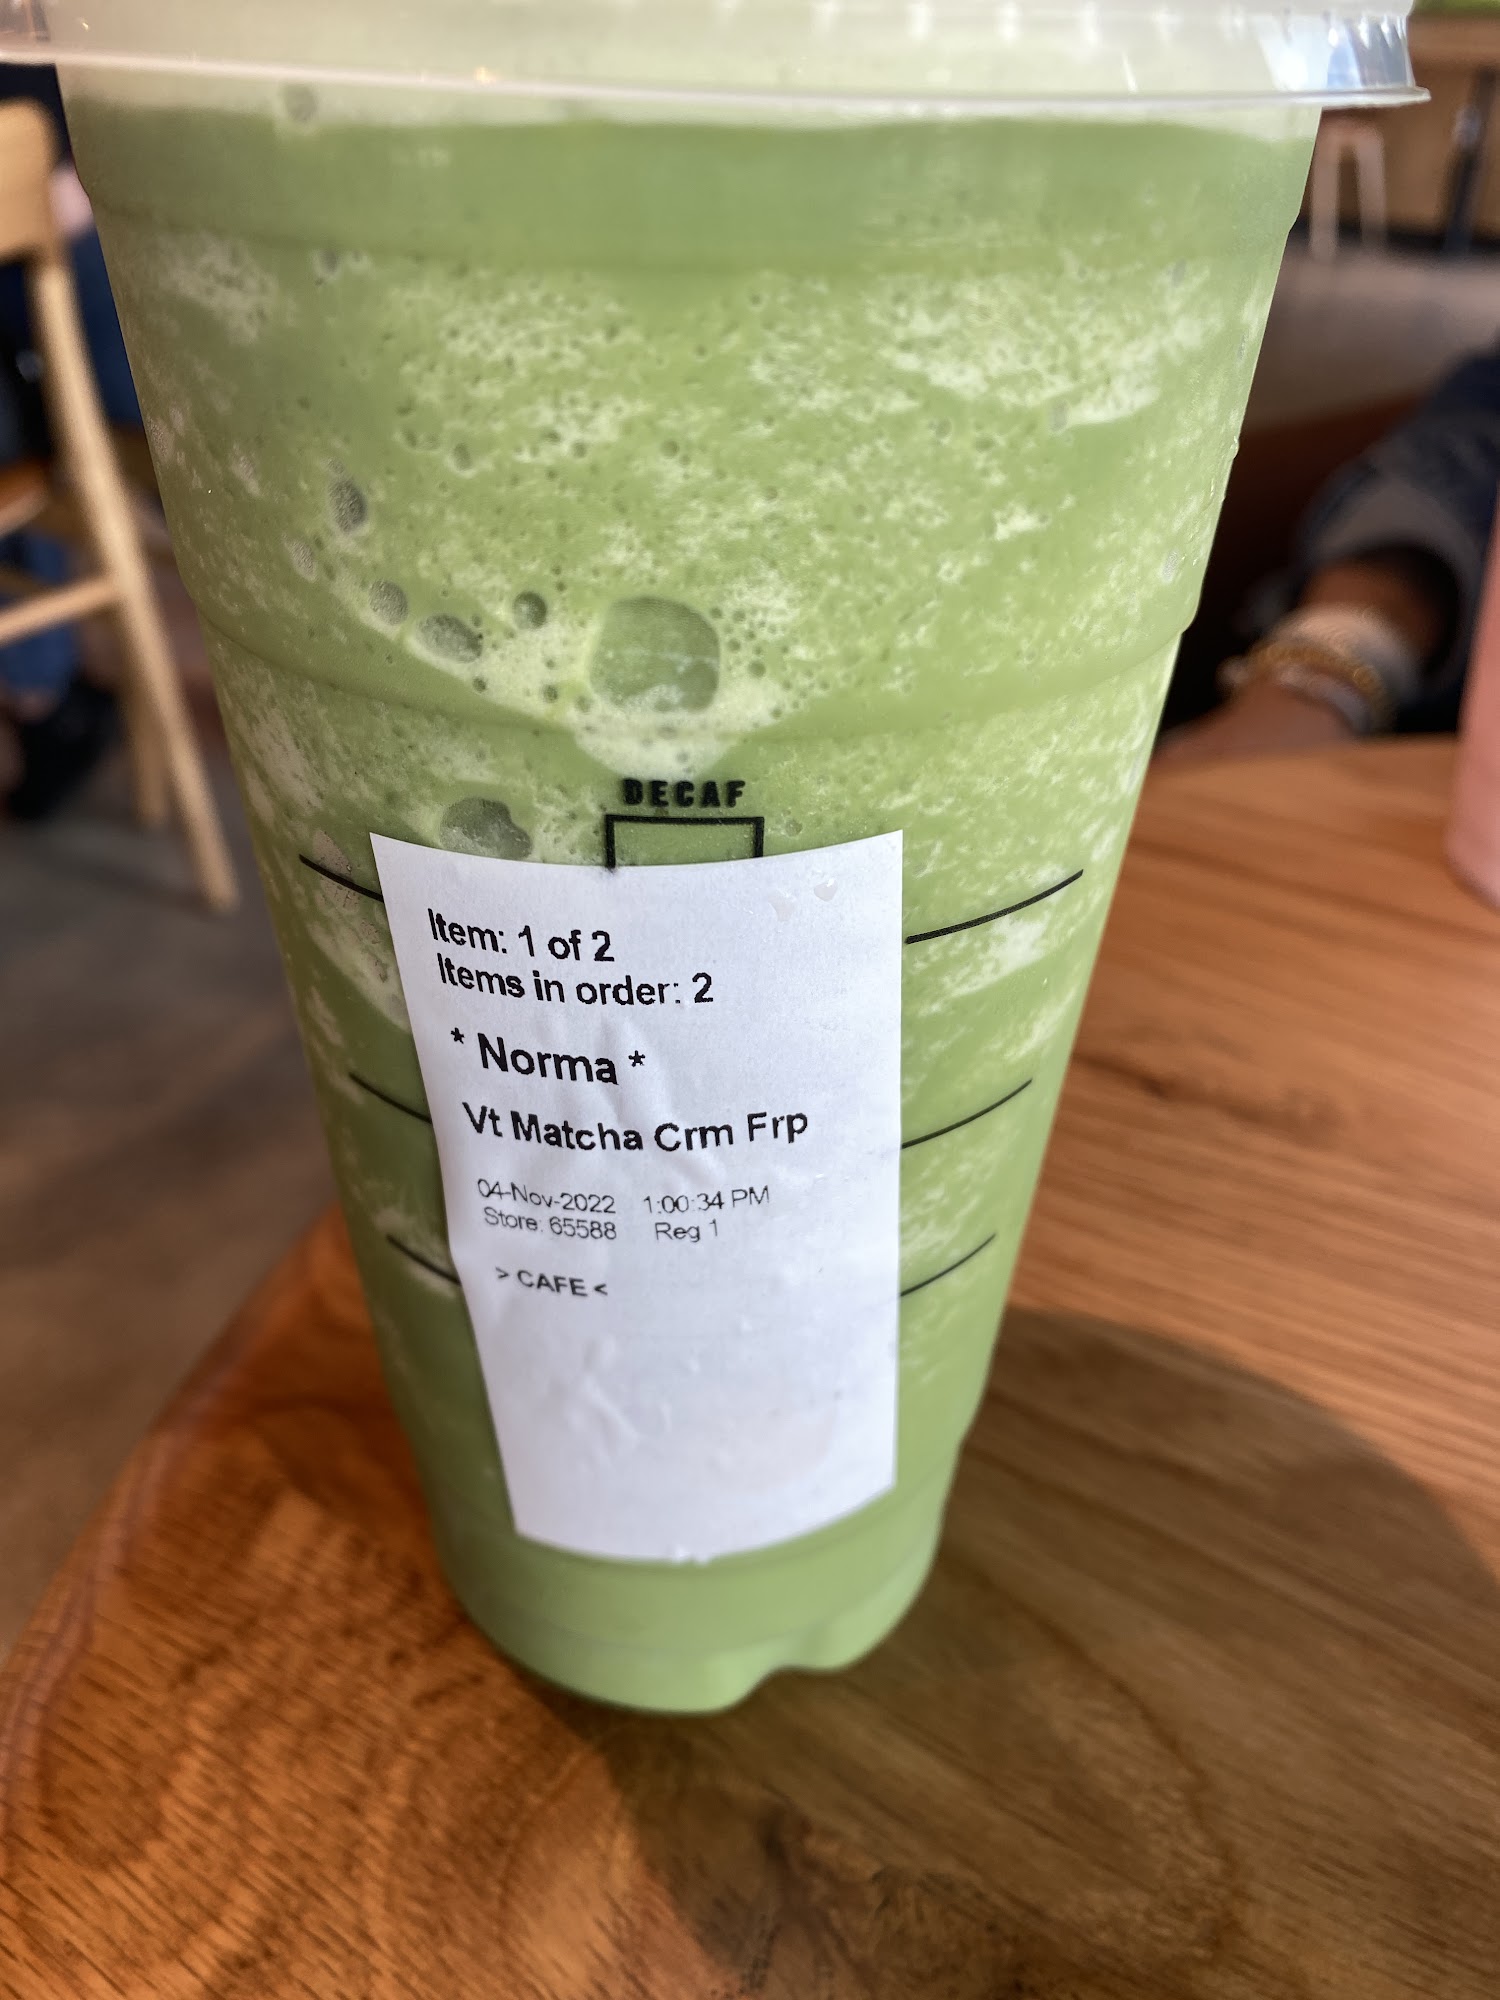 DECAF
Item: 1 of 2
Items in order: 2
* Norma *
Vt Matcha Crm Frp
04-Nov-2022 1:00:34 PM
Store: 65588 Reg 1
> CAFE <